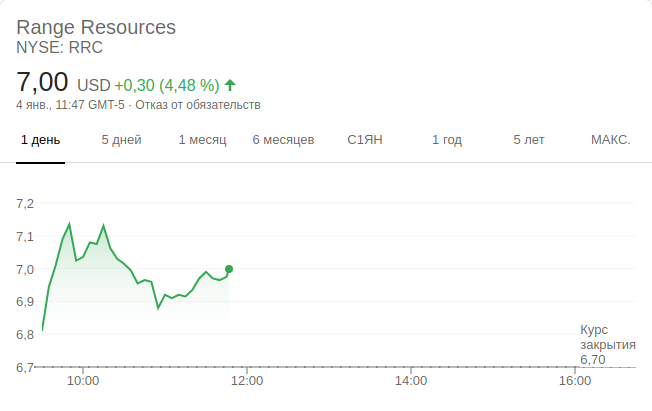 Range Resources
NYSE: RRC
7,00 USD +0,30 (4,48 %)
4 янв., 11:47 GMT-5 · Отказ от обязательств
1 день 5 дней 1 месяц 6 месяцев С1ЯН 1 год 5 лет МАКС.
7,2
7,1
7,0
6,9
6,8
6,7
Курс
закрытия
6,70
10:00 12:00 14:00 16:00